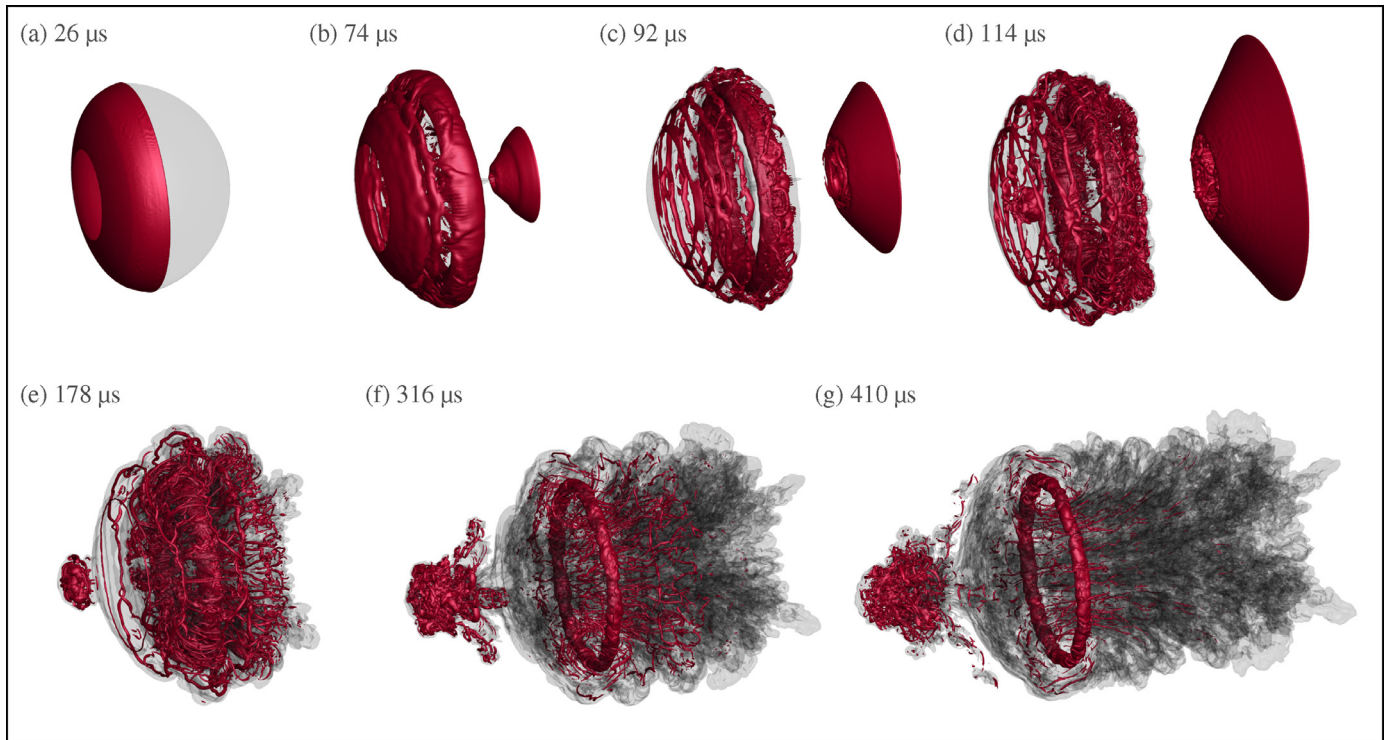 (a) 26 µs
(b) 74 µs
(c) 92 µs
(d) 114 µs
(e) 178 µs
(f) 316 µs
(g) 410 µs